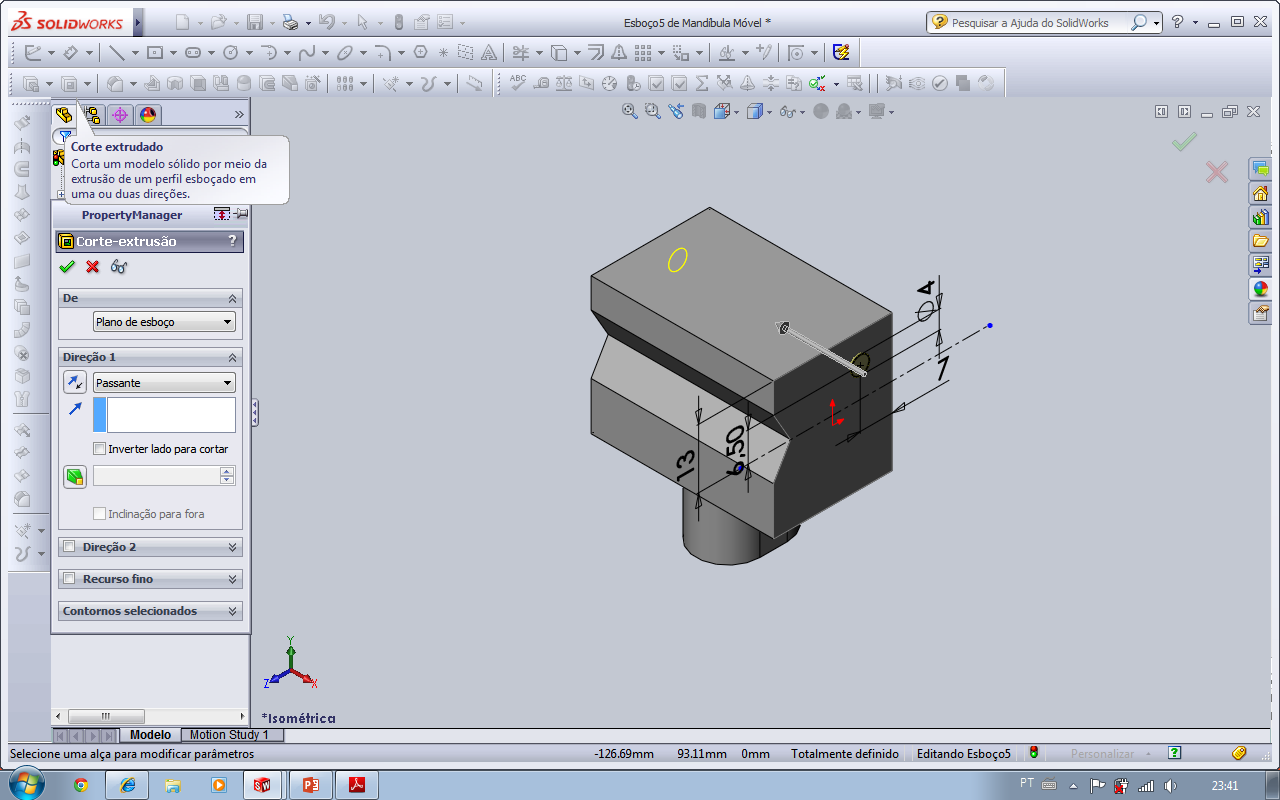 SOLIDWORKS
Esboço5 de Mandíbula Móvel *
Pesquisar a Ajuda do SolidWorks
?
ABC
Corte extrudado
Corta um modelo sólido por meio da
extrusão de um perfil esboçado em
uma ou duas direções.
PropertyManager
Corte-extrusão
?
De
Plano de esboço
Direção 1
Passante
Inverter lado para cortar
Inclinação para fora
Direção 2
Recurso fino
Contornos selecionados
∅4
7
13
6.50
Y
Z
X
*Isométrica
Modelo
Motion Study 1
Selecione uma alça para modificar parâmetros
-126.69mm
93.11mm
0mm
Totalmente definido
Editando Esboço5
Personalizar
?
PT
23:41